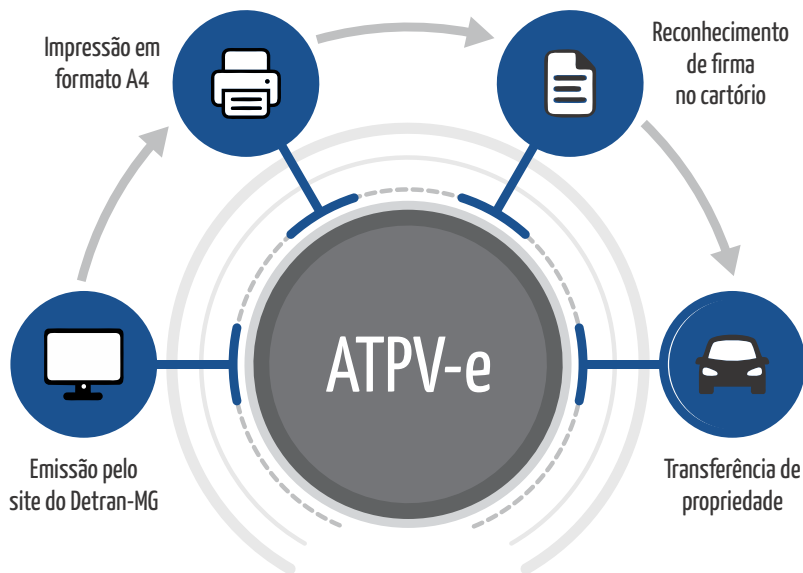 Impressão em
formato A4
Reconhecimento
de firma
no cartório
ATPV-e
Emissão pelo
site do Detran-MG
Transferência de
propriedade